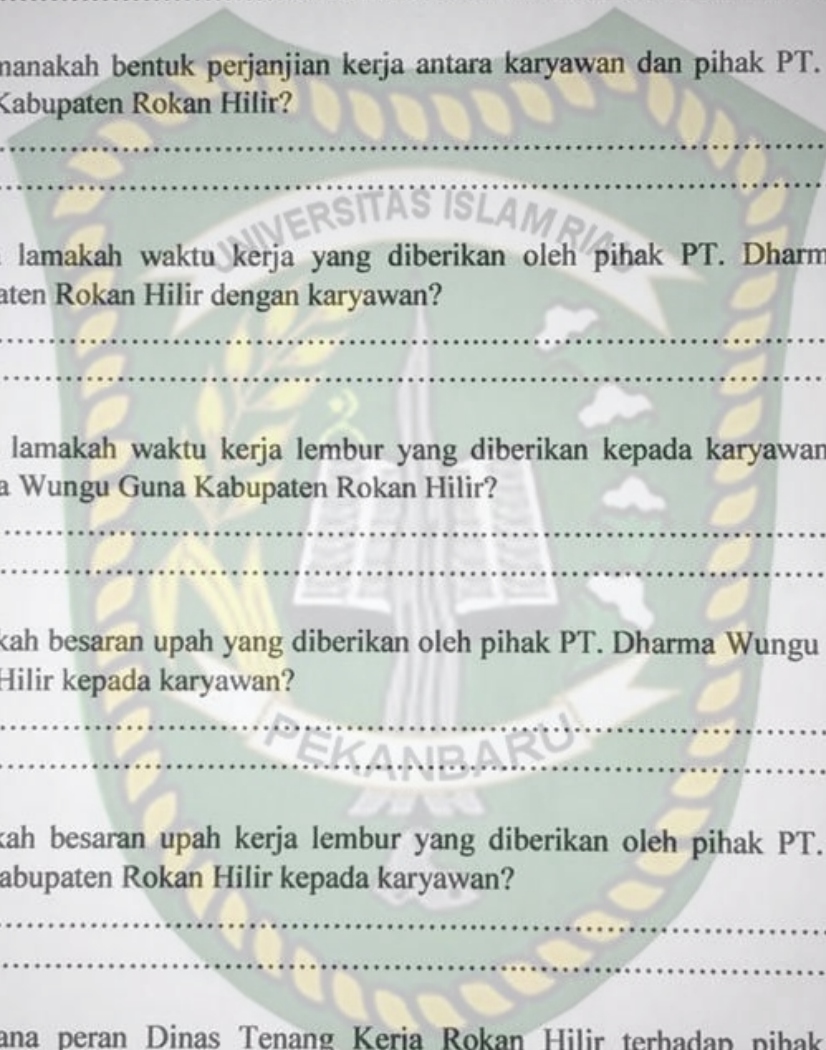 manakah bentuk perjanjian kerja antara karyawan dan pihak PT.
Kabupaten Rokan Hilir?
UNIVERSITAS ISLAM RIAU
lamakah waktu kerja yang diberikan oleh pihak PT. Dharm
aten Rokan Hilir dengan karyawan?
lamakah waktu kerja lembur yang diberikan kepada karyawan
a Wungu Guna Kabupaten Rokan Hilir?
kah besaran upah yang diberikan oleh pihak PT. Dharma Wungu
Hilir kepada karyawan?
PEKANBARU
kah besaran upah kerja lembur yang diberikan oleh pihak PT.
abupaten Rokan Hilir kepada karyawan?
ana peran Dinas Tenang Kerja Rokan Hilir terhadap pihak